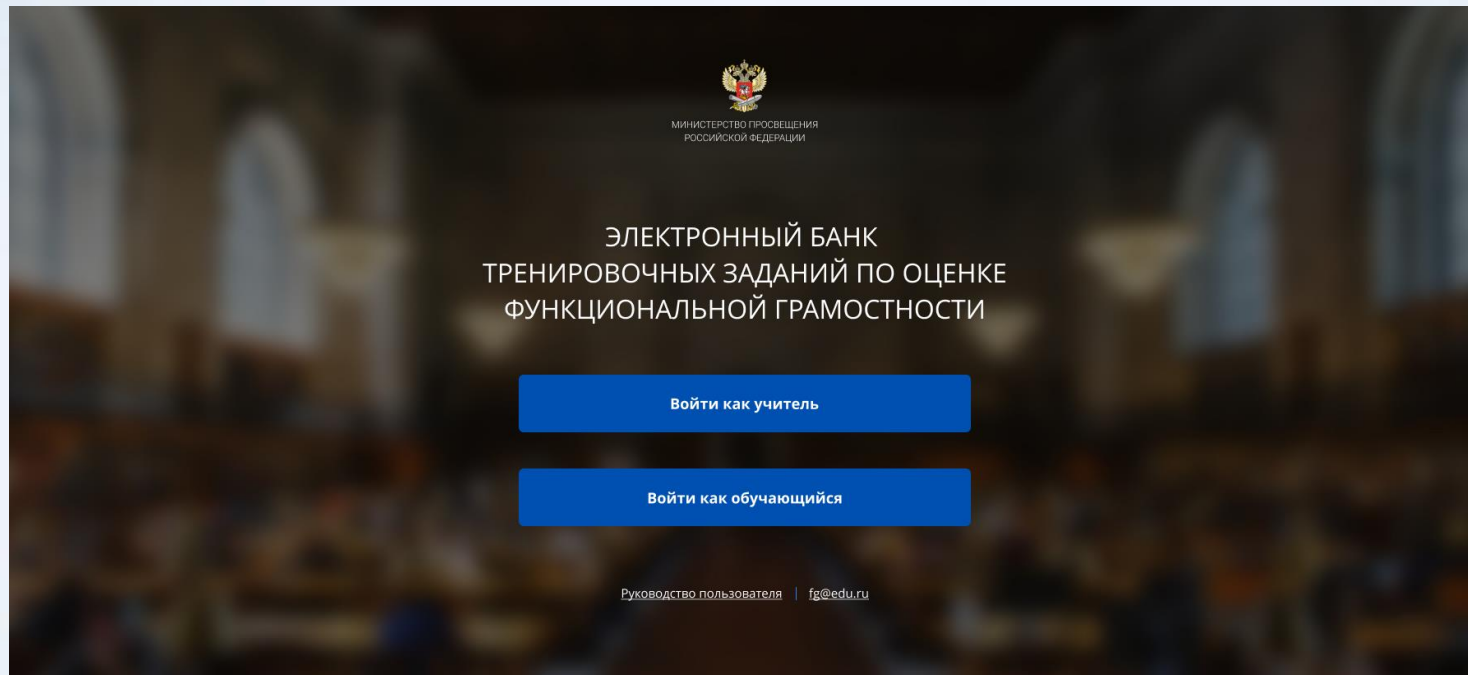 МИНИСТЕРСТВО ПРОСВЕЩЕНИЯ
РОССИЙСКОЙ ФЕДЕРАЦИИ
ЭЛЕКТРОННЫЙ БАНК
ТРЕНИРОВОЧНЫХ ЗАДАНИЙ ПО ОЦЕНКЕ
ФУНКЦИОНАЛЬНОЙ ГРАМОСТНОСТИ
Войти как учитель
Войти как обучающийся
Руководство пользователя | fg@edu.ru